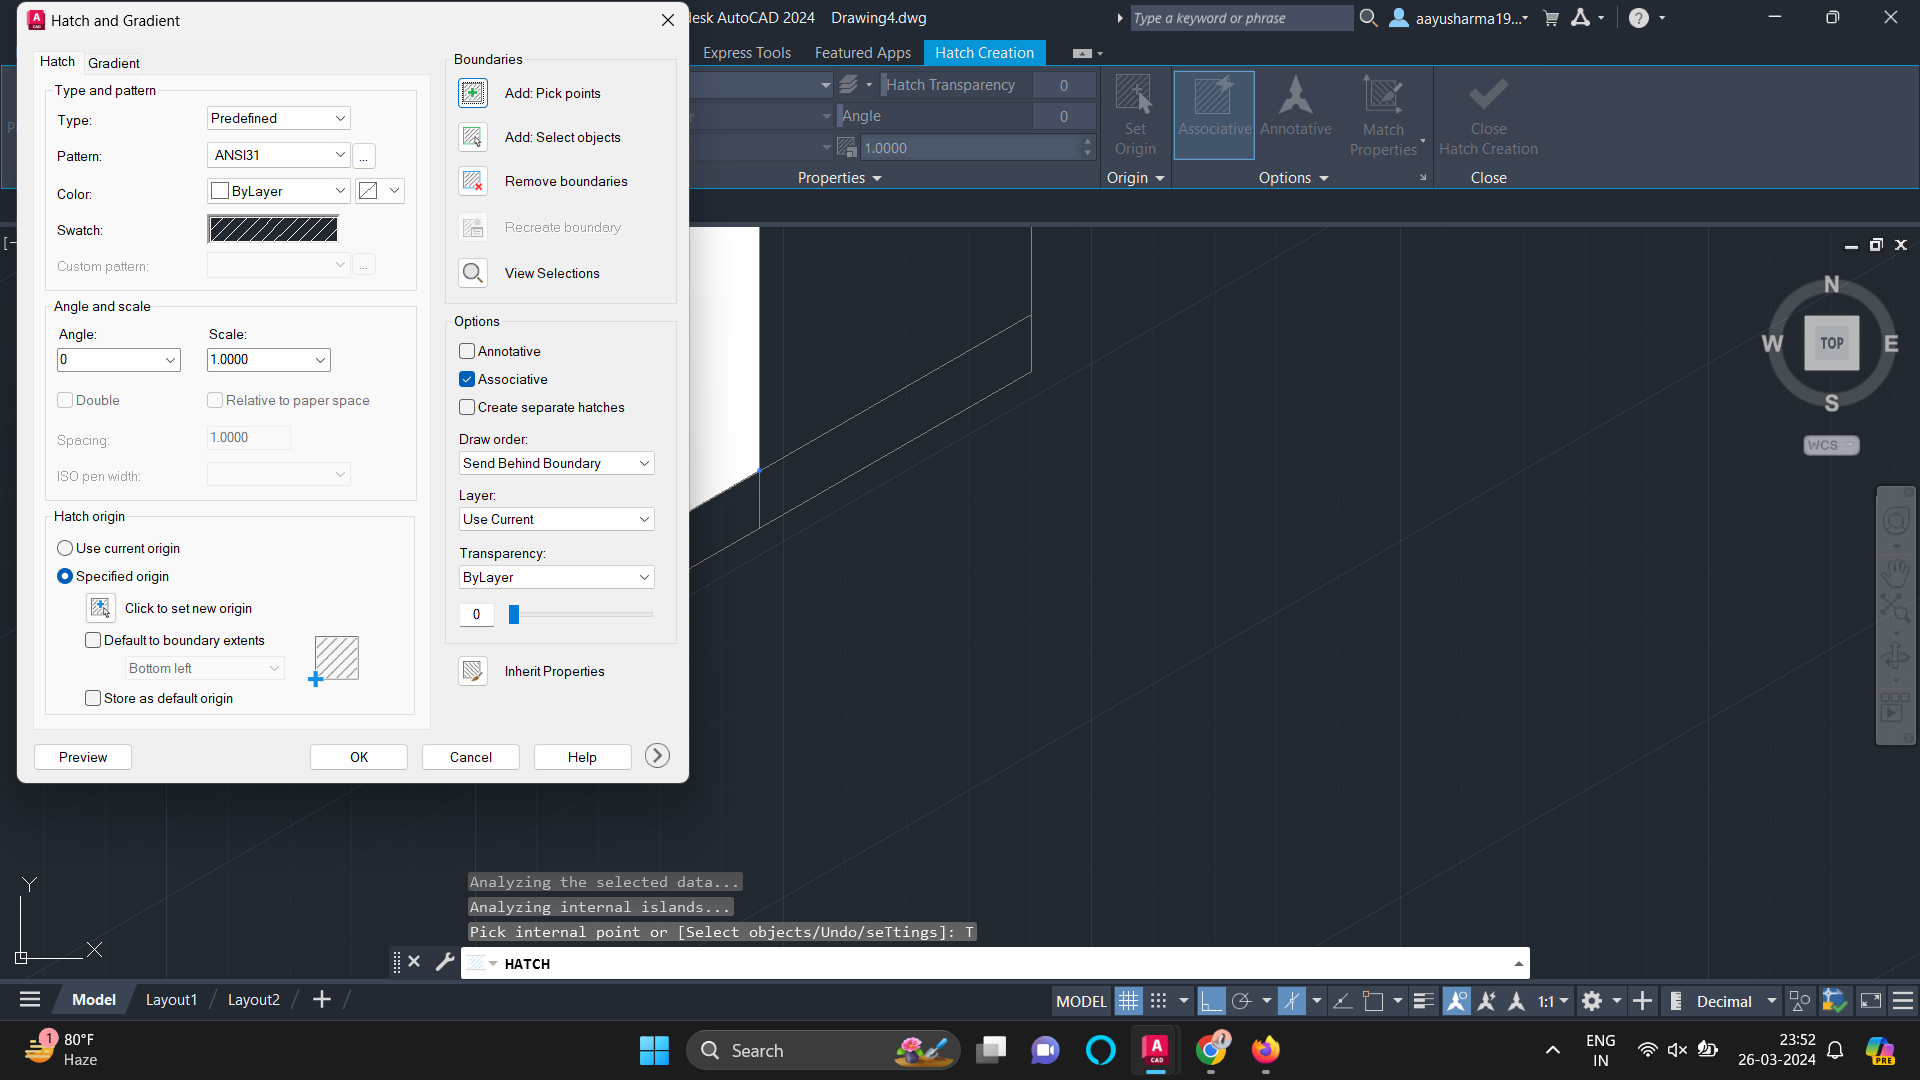 Hatch and Gradient
desk AutoCAD 2024 Drawing4.dwg
Type a keyword or phrase
aayusharma19...
Express Tools Featured Apps Hatch Creation
Hatch Gradient
Type and pattern
Type: Predefined
Pattern: ANSI31 ...
Color: ByLayer
Swatch:
Custom pattern: ...
Angle and scale
Angle: Scale:
0 1.0000
Double Relative to paper space
Spacing: 1.0000
ISO pen width:
Hatch origin
Use current origin
Specified origin
Click to set new origin
Default to boundary extents
Bottom left
Store as default origin
Boundaries
Add: Pick points
Add: Select objects
Remove boundaries
Recreate boundary
View Selections
Options
Annotative
Associative
Create separate hatches
Draw order:
Send Behind Boundary
Layer:
Use Current
Transparency:
ByLayer
0
Inherit Properties
Preview OK Cancel Help
Hatch Transparency 0
Angle 0
1.0000
Properties
Set
Origin
Origin
Associative Annotative Match
Properties
Options
Close
Hatch Creation
Close
[-
N
W TOP E
S
WCS
Y
X
Analyzing the selected data...
Analyzing internal islands...
Pick internal point or [Select objects/Undo/seTtings]: T
HATCH
Model Layout1 Layout2
MODEL 1:1 Decimal
1
80°F
Haze
Search
A
CAD
ENG
IN
23:52
26-03-2024
PRE